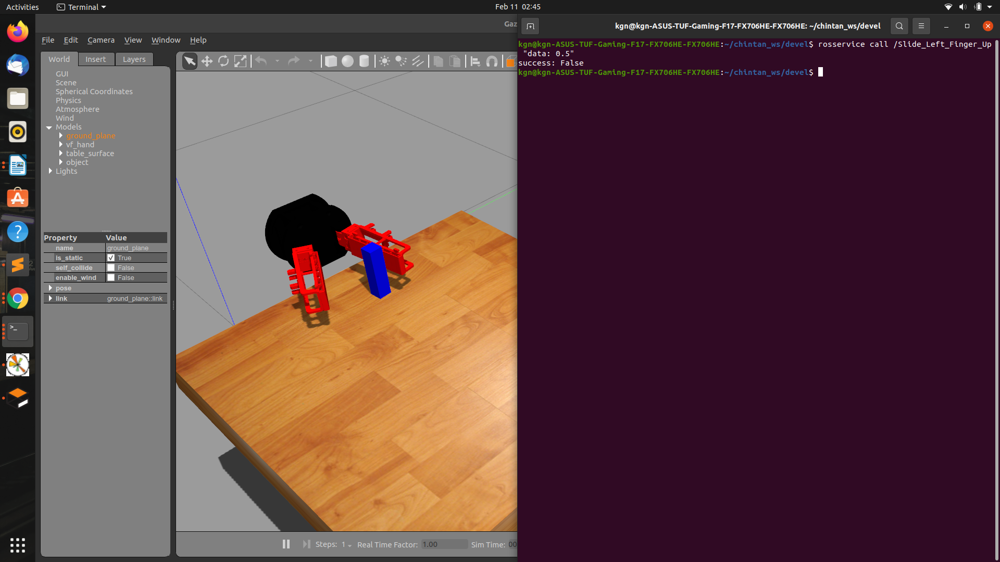 Activities
Terminal
Feb 11 02:45
Gaz
File Edit Camera View Window Help
World Insert Layers
GUI
Scene
Spherical Coordinates
Physics
Atmosphere
Wind
Models
ground_plane
vf_hand
table_surface
object
Lights
Property Value
name ground_plane
is_static True
self_collide False
enable_wind False
pose
link ground_plane::link
Steps: 1 Real Time Factor: 1.00 Sim Time: 00
kgn@kgn-ASUS-TUF-Gaming-F17-FX706HE-FX706HE: ~/chintan_ws/devel
kgn@kgn-ASUS-TUF-Gaming-F17-FX706HE-FX706HE:~/chintan_ws/devel$ rosservice call /Slide_Left_Finger_Up
"data: 0.5"
success: False
kgn@kgn-ASUS-TUF-Gaming-F17-FX706HE-FX706HE:~/chintan_ws/devel$